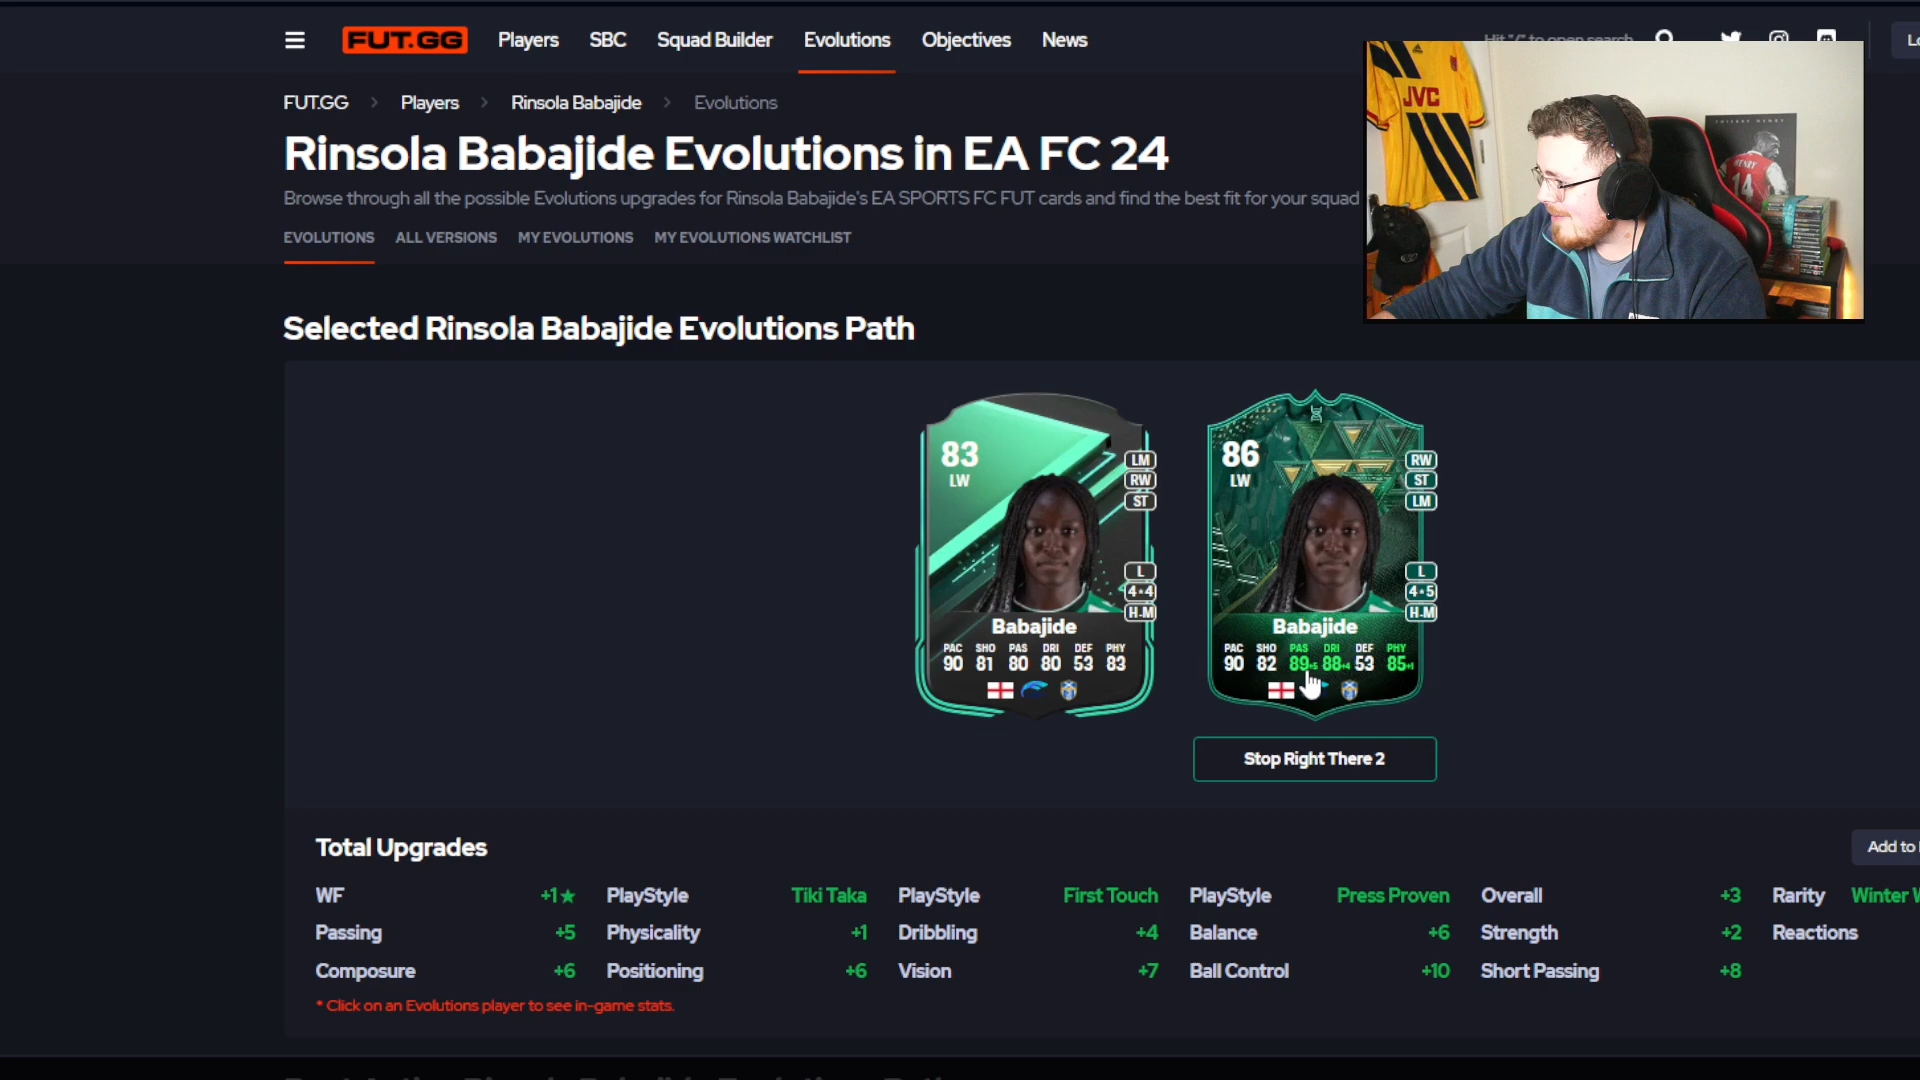 FUT.GG Players SBC Squad Builder Evolutions Objectives News
FUT.GG > Players > Rinsola Babajide > Evolutions
Rinsola Babajide Evolutions in EA FC 24
Browse through all the possible Evolutions upgrades for Rinsola Babajide's EA SPORTS FC FUT cards and find the best fit for your squad
EVOLUTIONS ALL VERSIONS MY EVOLUTIONS MY EVOLUTIONS WATCHLIST
JVC
HENRY
14
Selected Rinsola Babajide Evolutions Path
83
LW
LM
RW
ST
L
4★4
H-M
Babajide
PAC SHO PAS DRI DEF PHY
90 81 80 80 53 83
86
LW
RW
ST
LM
L
4★5
H-M
Babajide
PAC SHO PAS DRI DEF PHY
90 82 89+5 88+4 53 85+1
Stop Right There 2
Total Upgrades
Add to
WF +1★ PlayStyle Tiki Taka PlayStyle First Touch PlayStyle Press Proven Overall +3 Rarity Winter
Passing +5 Physicality +1 Dribbling +4 Balance +6 Strength +2 Reactions
Composure +6 Positioning +6 Vision +7 Ball Control +10 Short Passing +8
* Click on an Evolutions player to see in-game stats.